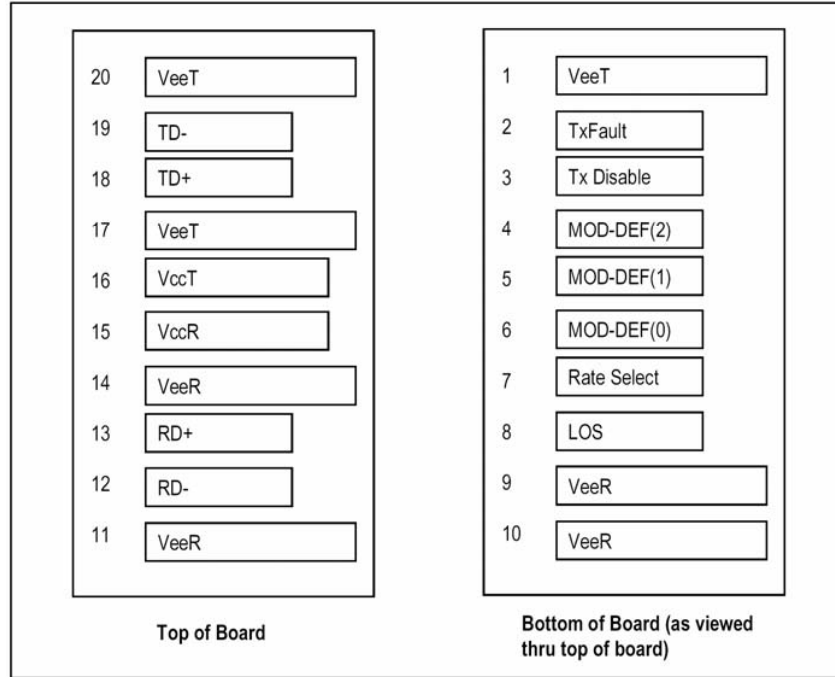 20 VeeT
19 TD-
18 TD+
17 VeeT
16 VccT
15 VccR
14 VeeR
13 RD+
12 RD-
11 VeeR
Top of Board
1 VeeT
2 TxFault
3 Tx Disable
4 MOD-DEF(2)
5 MOD-DEF(1)
6 MOD-DEF(0)
7 Rate Select
8 LOS
9 VeeR
10 VeeR
Bottom of Board (as viewed
thru top of board)